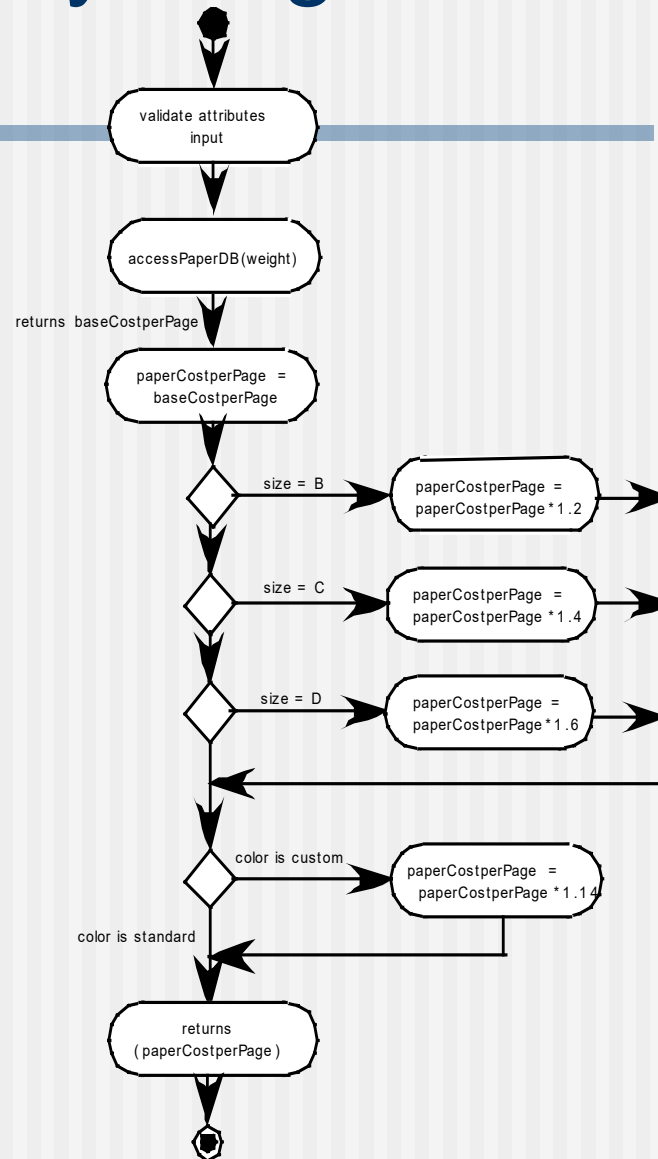 validate attributes
input
accessPaperDB(weight)
returns baseCostperPage
paperCostperPage =
baseCostperPage
size = B
paperCostperPage =
paperCostperPage*1.2
size = C
paperCostperPage =
paperCostperPage*1.4
size = D
paperCostperPage =
paperCostperPage*1.6
color is custom
paperCostperPage =
paperCostperPage*1.14
color is standard
returns
(paperCostperPage)